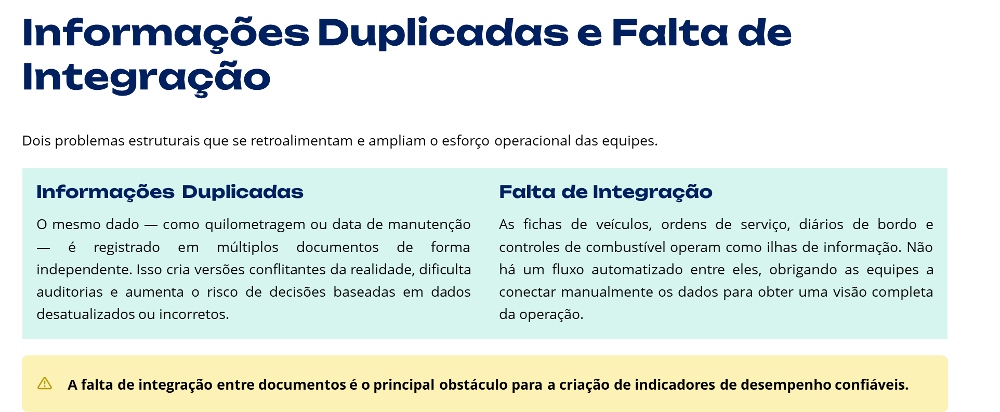 Informações Duplicadas e Falta de
Integração
Dois problemas estruturais que se retroalimentam e ampliam o esforço operacional das equipes.
Informações Duplicadas
O mesmo dado — como quilometragem ou data de manutenção
— é registrado em múltiplos documentos de forma
independente. Isso cria versões conflitantes da realidade, dificulta
auditorias e aumenta o risco de decisões baseadas em dados
desatualizados ou incorretos.
Falta de Integração
As fichas de veículos, ordens de serviço, diários de bordo e
controles de combustível operam como ilhas de informação. Não
há um fluxo automatizado entre eles, obrigando as equipes a
conectar manualmente os dados para obter uma visão completa
da operação.
A falta de integração entre documentos é o principal obstáculo para a criação de indicadores de desempenho confiáveis.